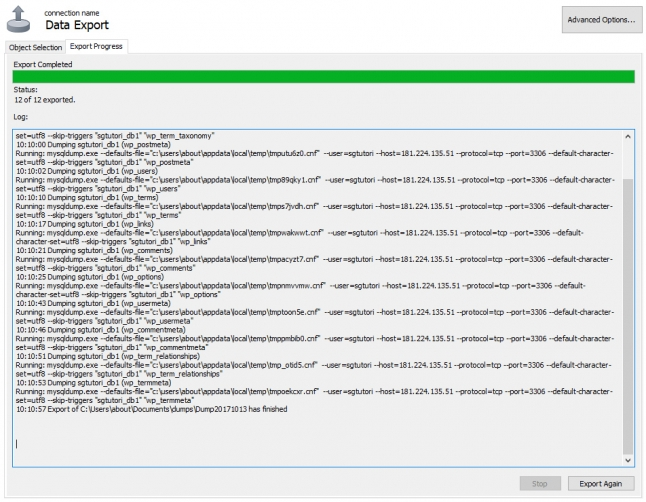 connection name
Data Export
Advanced Options...
Object Selection
Export Progress
Export Completed
Status:
12 of 12 exported.
Log:
set=utf8 --skip-triggers "sgtutori_db1" "wp_term_taxonomy"
10:10:00 Dumping sgtutori_db1 (wp_postmeta)
Running: mysqldump.exe --defaults-file="c:\users\about\appdata\local\temp\tmputu6z0.cnf" --user=sgtutori --host=181.224.135.51 --protocol=tcp --port=3306 --default-character-
set=utf8 --skip-triggers "sgtutori_db1" "wp_postmeta"
10:10:02 Dumping sgtutori_db1 (wp_users)
Running: mysqldump.exe --defaults-file="c:\users\about\appdata\local\temp\tmp89qky1.cnf" --user=sgtutori --host=181.224.135.51 --protocol=tcp --port=3306 --default-character-
set=utf8 --skip-triggers "sgtutori_db1" "wp_users"
10:10:10 Dumping sgtutori_db1 (wp_terms)
Running: mysqldump.exe --defaults-file="c:\users\about\appdata\local\temp\tmps7jvdh.cnf" --user=sgtutori --host=181.224.135.51 --protocol=tcp --port=3306 --default-character-
set=utf8 --skip-triggers "sgtutori_db1" "wp_terms"
10:10:17 Dumping sgtutori_db1 (wp_links)
Running: mysqldump.exe --defaults-file="c:\users\about\appdata\local\temp\tmpwakwwt.cnf" --user=sgtutori --host=181.224.135.51 --protocol=tcp --port=3306 --default-
character-set=utf8 --skip-triggers "sgtutori_db1" "wp_links"
10:10:21 Dumping sgtutori_db1 (wp_comments)
Running: mysqldump.exe --defaults-file="c:\users\about\appdata\local\temp\tmpacyzt7.cnf" --user=sgtutori --host=181.224.135.51 --protocol=tcp --port=3306 --default-character-
set=utf8 --skip-triggers "sgtutori_db1" "wp_comments"
10:10:25 Dumping sgtutori_db1 (wp_options)
Running: mysqldump.exe --defaults-file="c:\users\about\appdata\local\temp\tmpnmvvmw.cnf" --user=sgtutori --host=181.224.135.51 --protocol=tcp --port=3306 --default-
character-set=utf8 --skip-triggers "sgtutori_db1" "wp_options"
10:10:43 Dumping sgtutori_db1 (wp_usermeta)
Running: mysqldump.exe --defaults-file="c:\users\about\appdata\local\temp\tmptoon5e.cnf" --user=sgtutori --host=181.224.135.51 --protocol=tcp --port=3306 --default-character-
set=utf8 --skip-triggers "sgtutori_db1" "wp_usermeta"
10:10:46 Dumping sgtutori_db1 (wp_commentmeta)
Running: mysqldump.exe --defaults-file="c:\users\about\appdata\local\temp\tmppmbib0.cnf" --user=sgtutori --host=181.224.135.51 --protocol=tcp --port=3306 --default-character-
set=utf8 --skip-triggers "sgtutori_db1" "wp_commentmeta"
10:10:51 Dumping sgtutori_db1 (wp_term_relationships)
Running: mysqldump.exe --defaults-file="c:\users\about\appdata\local\temp\tmp_otid5.cnf" --user=sgtutori --host=181.224.135.51 --protocol=tcp --port=3306 --default-character-
set=utf8 --skip-triggers "sgtutori_db1" "wp_term_relationships"
10:10:53 Dumping sgtutori_db1 (wp_termmeta)
Running: mysqldump.exe --defaults-file="c:\users\about\appdata\local\temp\tmpoekcxr.cnf" --user=sgtutori --host=181.224.135.51 --protocol=tcp --port=3306 --default-character-
set=utf8 --skip-triggers "sgtutori_db1" "wp_termmeta"
10:10:57 Export of C:\Users\about\Documents\dumps\Dump20171013 has finished
Stop
Export Again